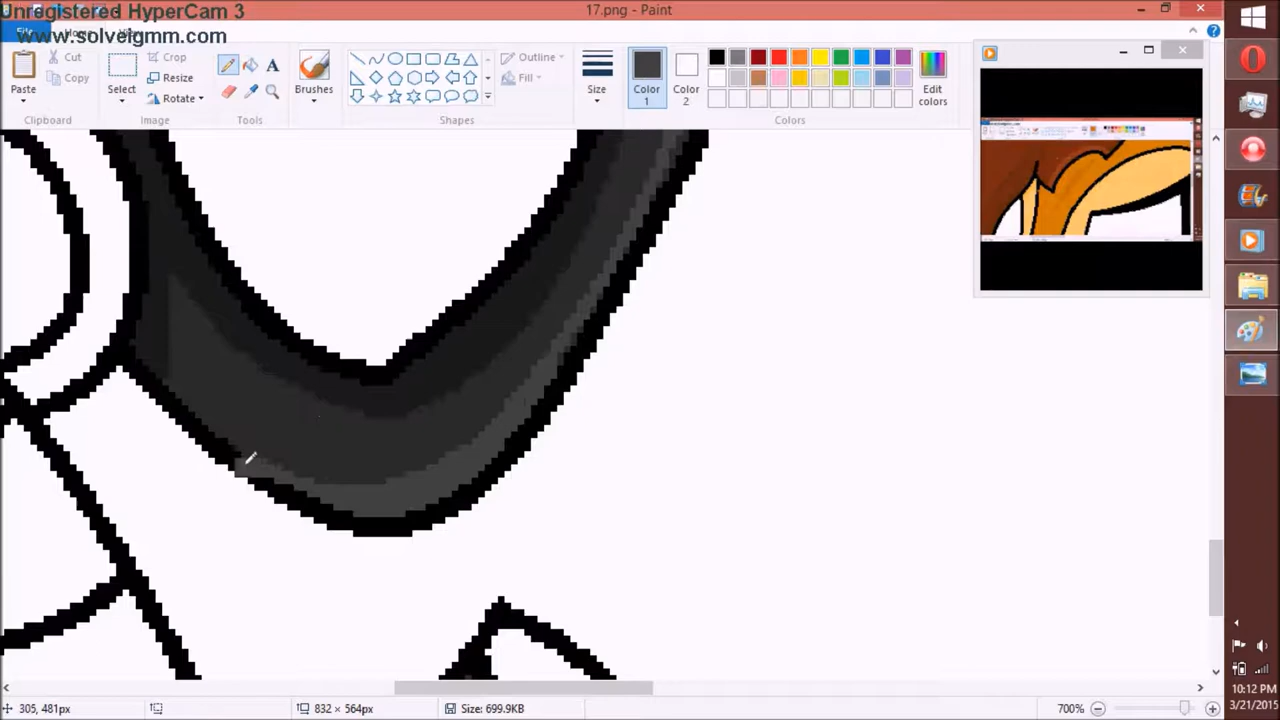 Unregistered HyperCam 3
www.solveigmm.com
17.png - Paint
Paste
Cut
Copy
Clipboard
Select
Crop
Resize
Rotate
Image
Tools
Brushes
Outline
Fill
Shapes
Size
Color 1
Color 2
Edit colors
Colors
305, 481px
832 × 564px
Size: 699.9KB
700%
10:12 PM
3/21/2015